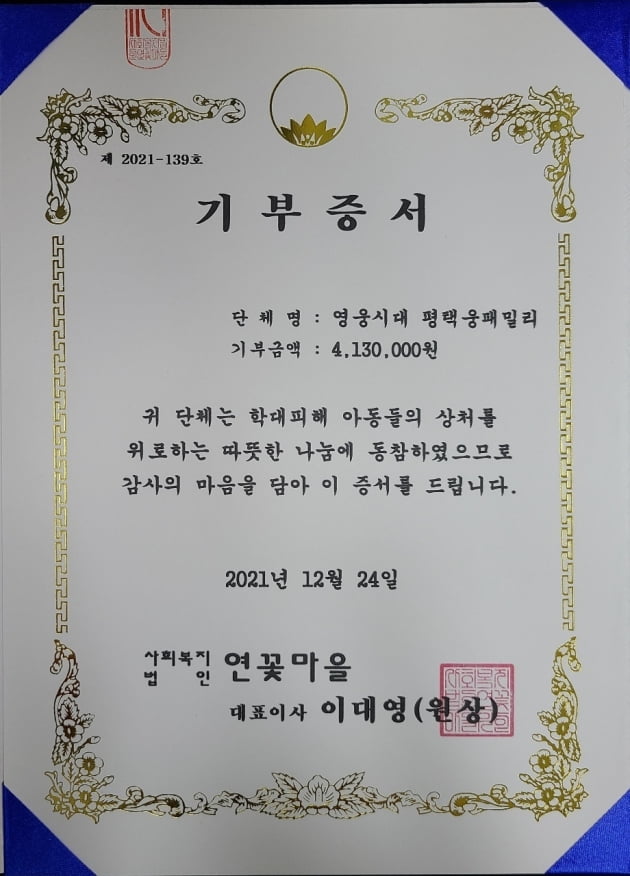 제 2021-139호
기부증서
단 체 명 : 영웅시대 평택웅패밀리
기부금액 : 4,130,000원
귀 단체는 학대피해 아동들의 상처를
위로하는 따뜻한 나눔에 동참하였으므로
감사의 마음을 담아 이 증서를 드립니다.
2021년 12월 24일
사회복지법인 연꽃마을
대표이사 이대영(원상)